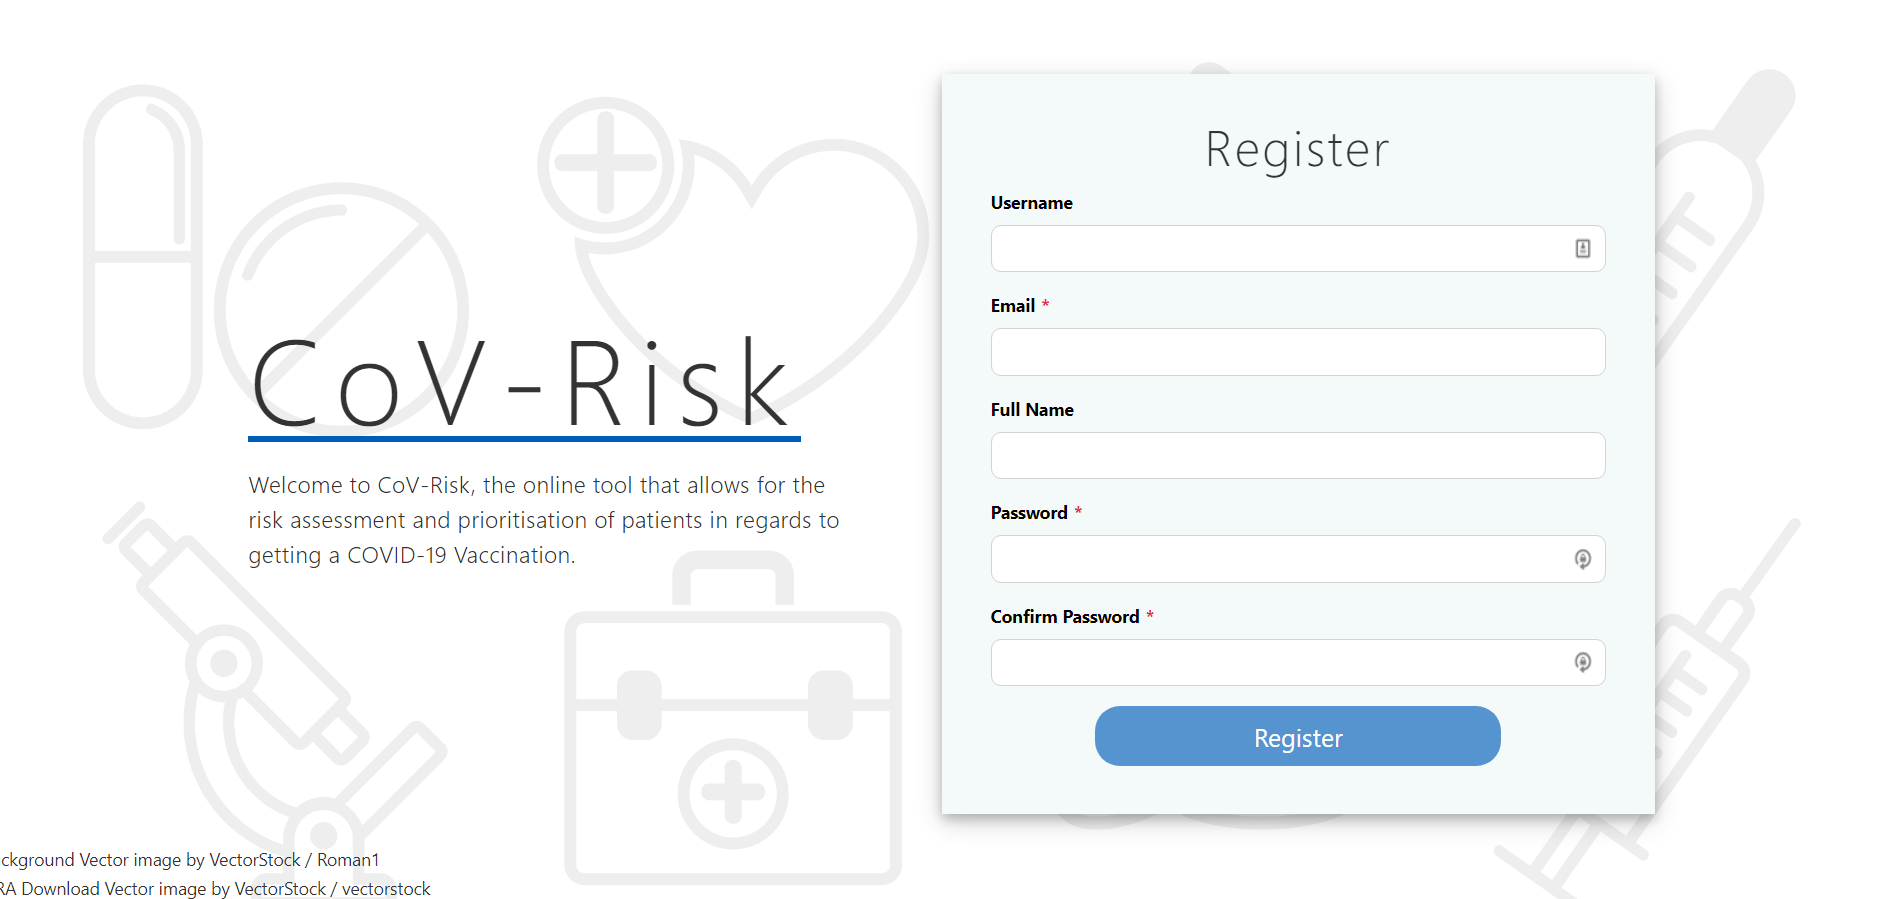 CoV-Risk
Welcome to CoV-Risk, the online tool that allows for the
risk assessment and prioritisation of patients in regards to
getting a COVID-19 Vaccination.
Register
Username
Email *
Full Name
Password *
Confirm Password *
Register
ckground Vector image by VectorStock / Roman1
RA Download Vector image by VectorStock / vectorstock